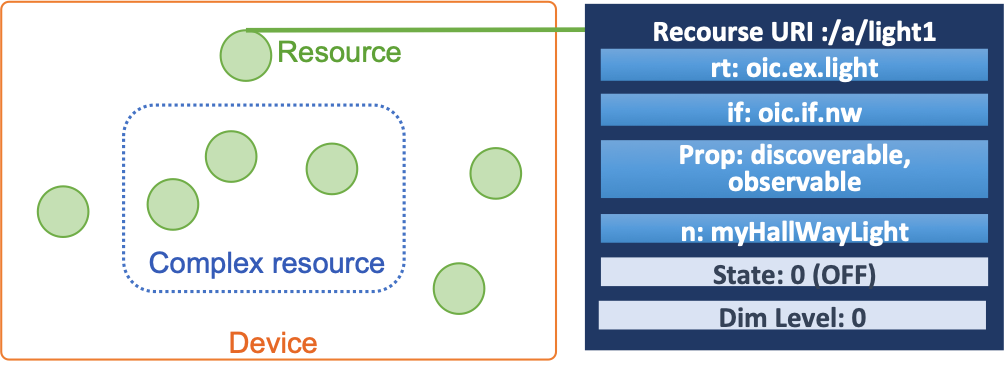 Resource
Complex resource
Device
Recourse URI :/a/light1
rt: oic.ex.light
if: oic.if.nw
Prop: discoverable,
observable
n: myHallWayLight
State: 0 (OFF)
Dim Level: 0